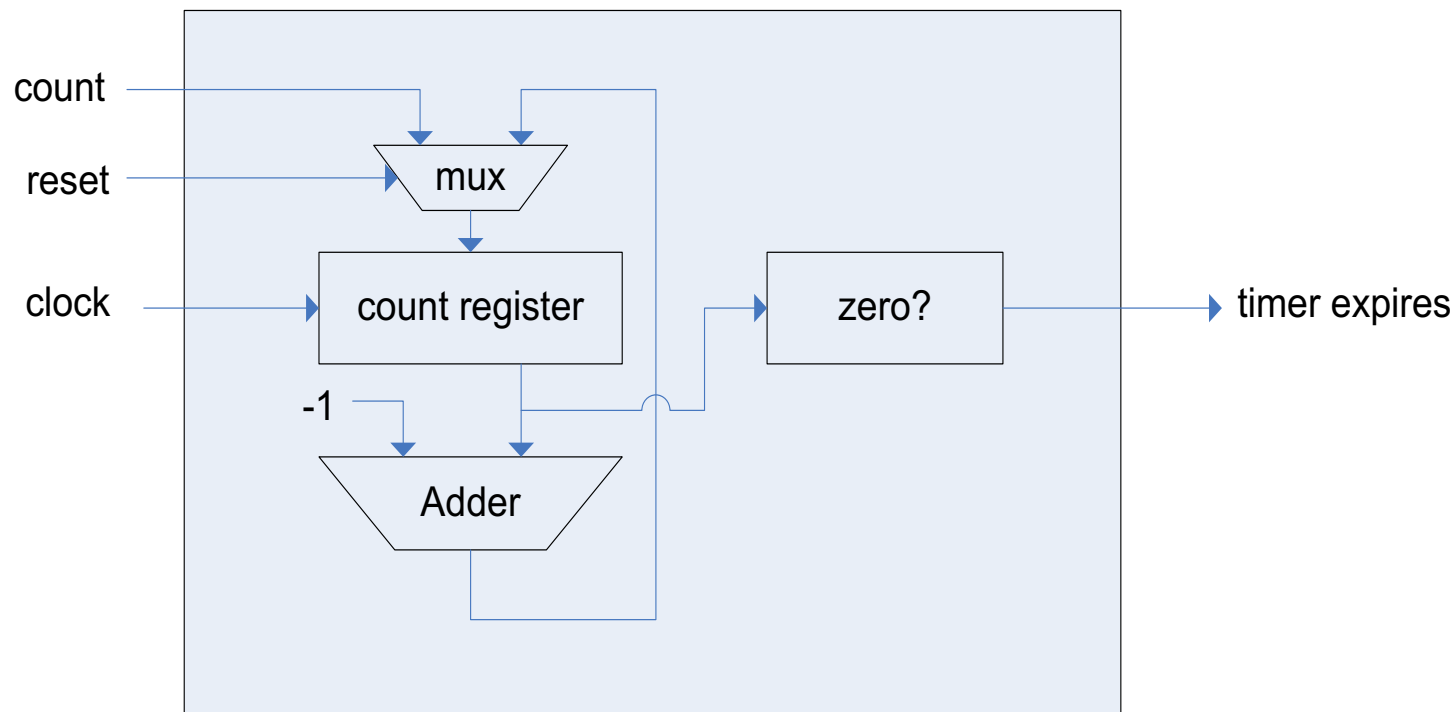 count
mux
reset
clock
count register
zero?
timer expires
-1
Adder